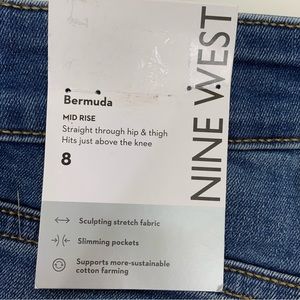 NINE WEST
Bermuda
MID RISE
Straight through hip & thigh
Hits just above the knee
8
Sculpting stretch fabric
Slimming pockets
Supports more-sustainable
cotton farming